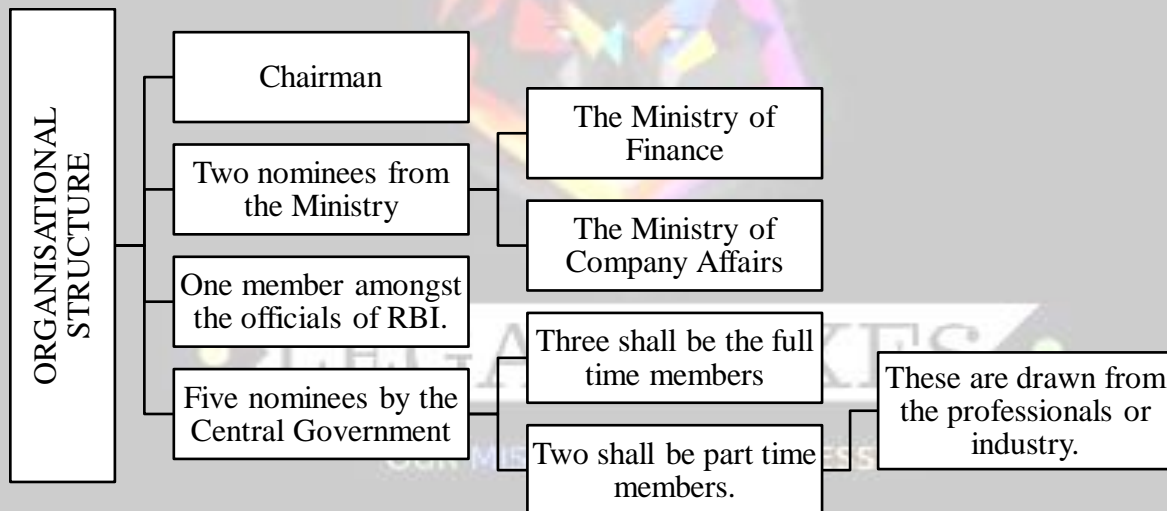 ORGANISATIONAL
STRUCTURE
Chairman
Two nominees from
the Ministry
The Ministry of
Finance
The Ministry of
Company Affairs
One member amongst
the officials of RBI.
Five nominees by the
Central Government
Three shall be the full
time members
Two shall be part time
members.
These are drawn from
the professionals or
industry.